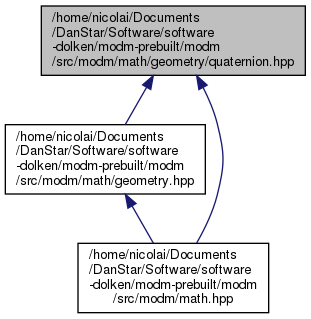 /home/nicolai/Documents
/DanStar/Software/software
-dolken/modm-prebuilt/modm
/src/modm/math/geometry/quaternion.hpp
/home/nicolai/Documents
/DanStar/Software/software
-dolken/modm-prebuilt/modm
/src/modm/math/geometry.hpp
/home/nicolai/Documents
/DanStar/Software/software
-dolken/modm-prebuilt/modm
/src/modm/math.hpp